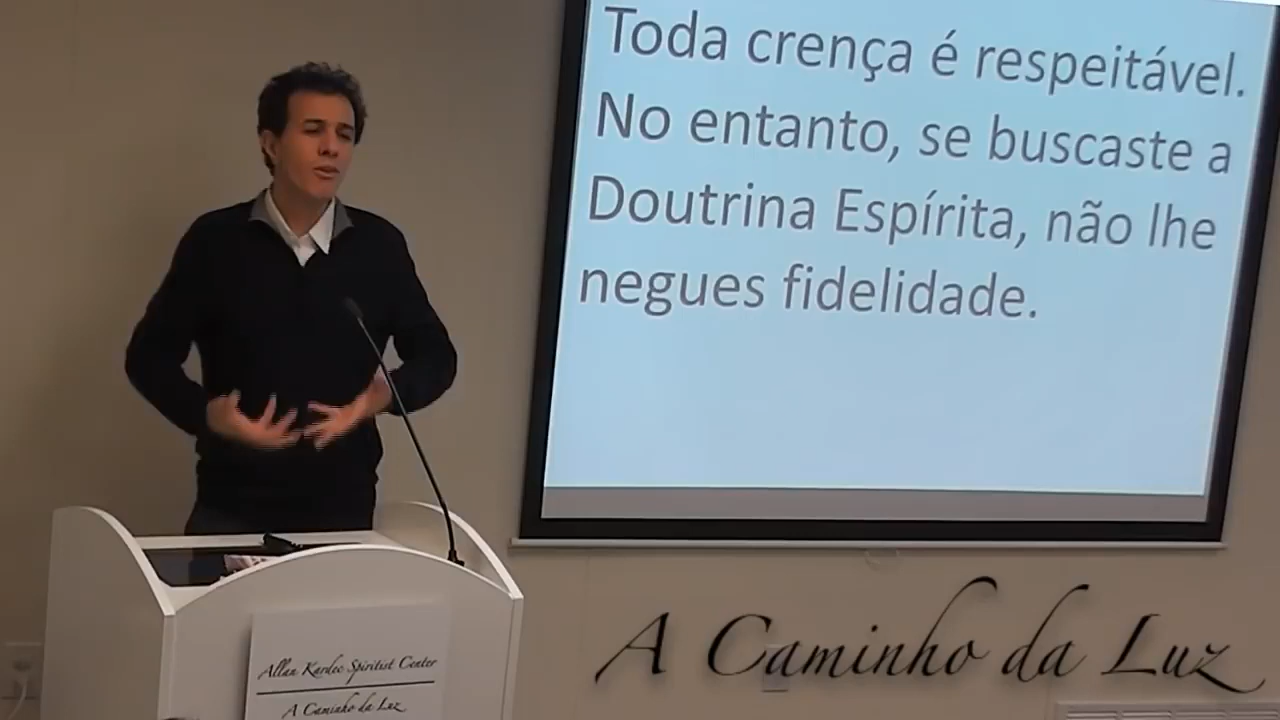 Toda crença é respeitável.
No entanto, se buscaste a
Doutrina Espírita, não lhe
negues fidelidade.
A Caminho da Luz
Allan Kardec Spiritist Center
A Caminho da Luz